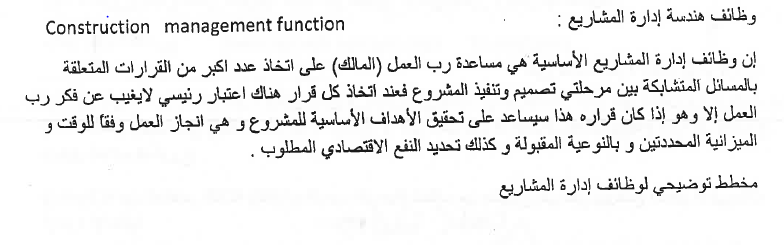 وظائف هندسة إدارة المشاريع : Construction management function
إن وظائف إدارة المشاريع الأساسية هي مساعدة رب العمل (المالك) على اتخاذ عدد اكبر من القرارات المتعلقة
بالمسائل المتشابكة بين مرحلتي تصميم وتنفيذ المشروع فعند اتخاذ كل قرار هناك اعتبار رئيسي لايغيب عن فكر رب
العمل إلا وهو إذا كان قراره هذا سيساعد على تحقيق الأهداف الأساسية للمشروع و هي انجاز العمل وفقاً للوقت و
الميزانية المحددتين و بالنوعية المقبولة و كذلك تحديد النفع الاقتصادي المطلوب .
مخطط توضيحي لوظائف إدارة المشاريع